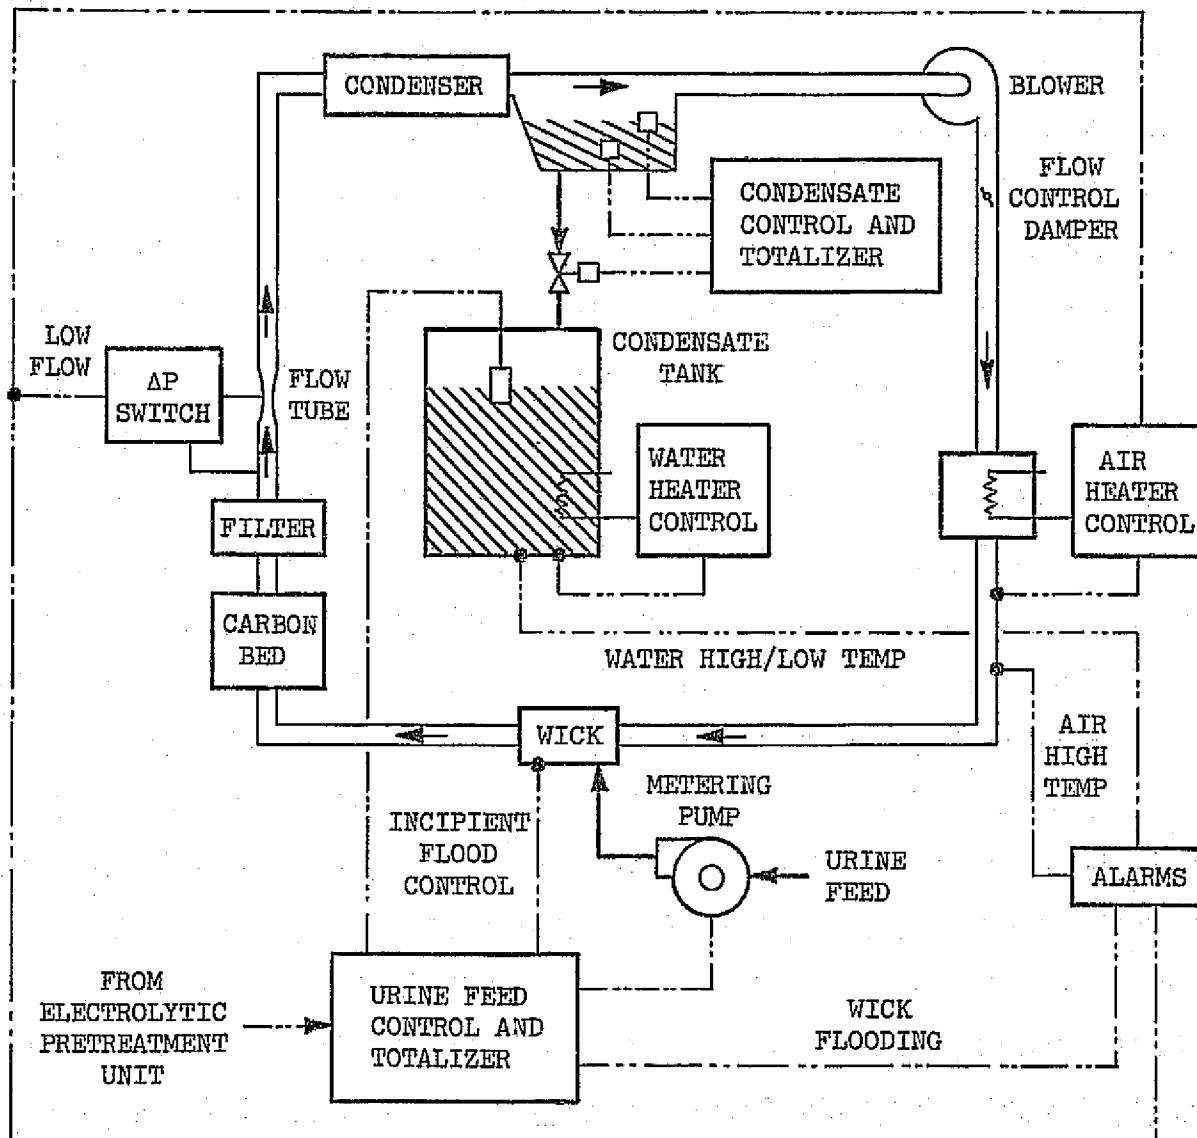 CONDENSER
BLOWER
FLOW
CONTROL
DAMPER
CONDENSATE
CONTROL AND
TOTALIZER
LOW
FLOW
ΔP
SWITCH
FLOW
TUBE
CONDENSATE
TANK
WATER
HEATER
CONTROL
AIR
HEATER
CONTROL
FILTER
CARBON
BED
WATER HIGH/LOW TEMP
WICK
AIR
HIGH
TEMP
METERING
PUMP
INCIPIENT
FLOOD
CONTROL
URINE
FEED
ALARMS
FROM
ELECTROLYTIC
PRETREATMENT
UNIT
URINE FEED
CONTROL AND
TOTALIZER
WICK
FLOODING